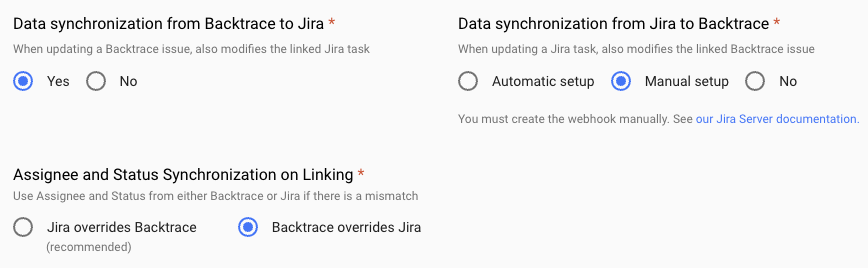 Data synchronization from Backtrace to Jira *
When updating a Backtrace issue, also modifies the linked Jira task
Yes No
Data synchronization from Jira to Backtrace *
When updating a Jira task, also modifies the linked Backtrace issue
Automatic setup Manual setup No
You must create the webhook manually. See our Jira Server documentation.
Assignee and Status Synchronization on Linking *
Use Assignee and Status from either Backtrace or Jira if there is a mismatch
Jira overrides Backtrace Backtrace overrides Jira
(recommended)